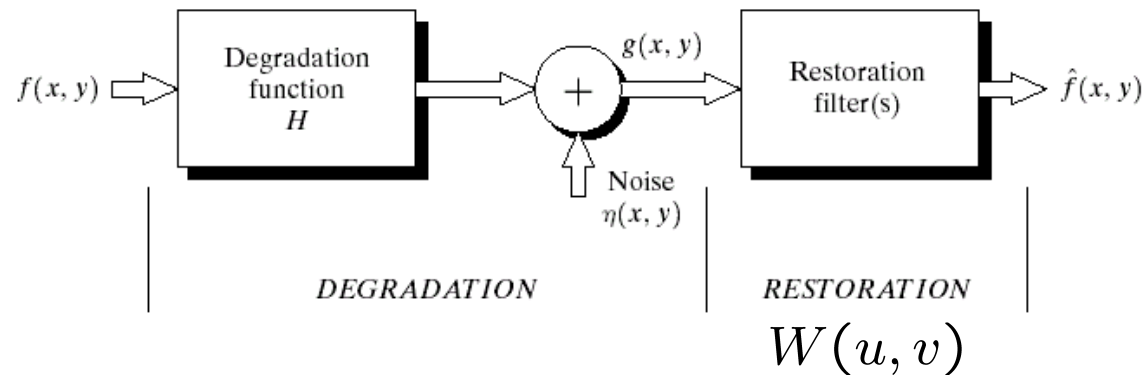 f(x, y)
Degradation
function
H
+
g(x, y)
Noise
η(x, y)
Restoration
filter(s)
f̂(x, y)
DEGRADATION
RESTORATION
W(u, v)